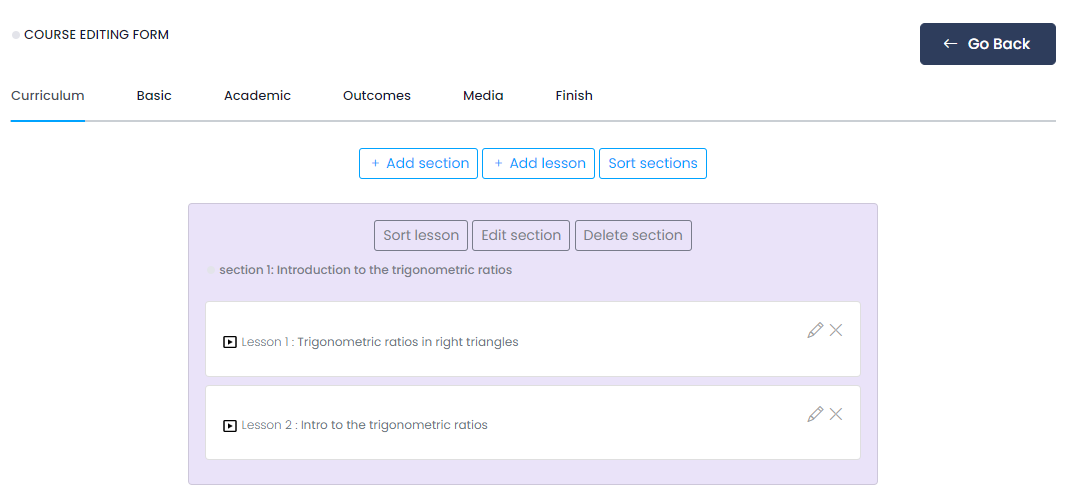 COURSE EDITING FORM
← Go Back
Curriculum Basic Academic Outcomes Media Finish
+ Add section + Add lesson Sort sections
Sort lesson Edit section Delete section
section 1: Introduction to the trigonometric ratios
Lesson 1 : Trigonometric ratios in right triangles
Lesson 2 : Intro to the trigonometric ratios